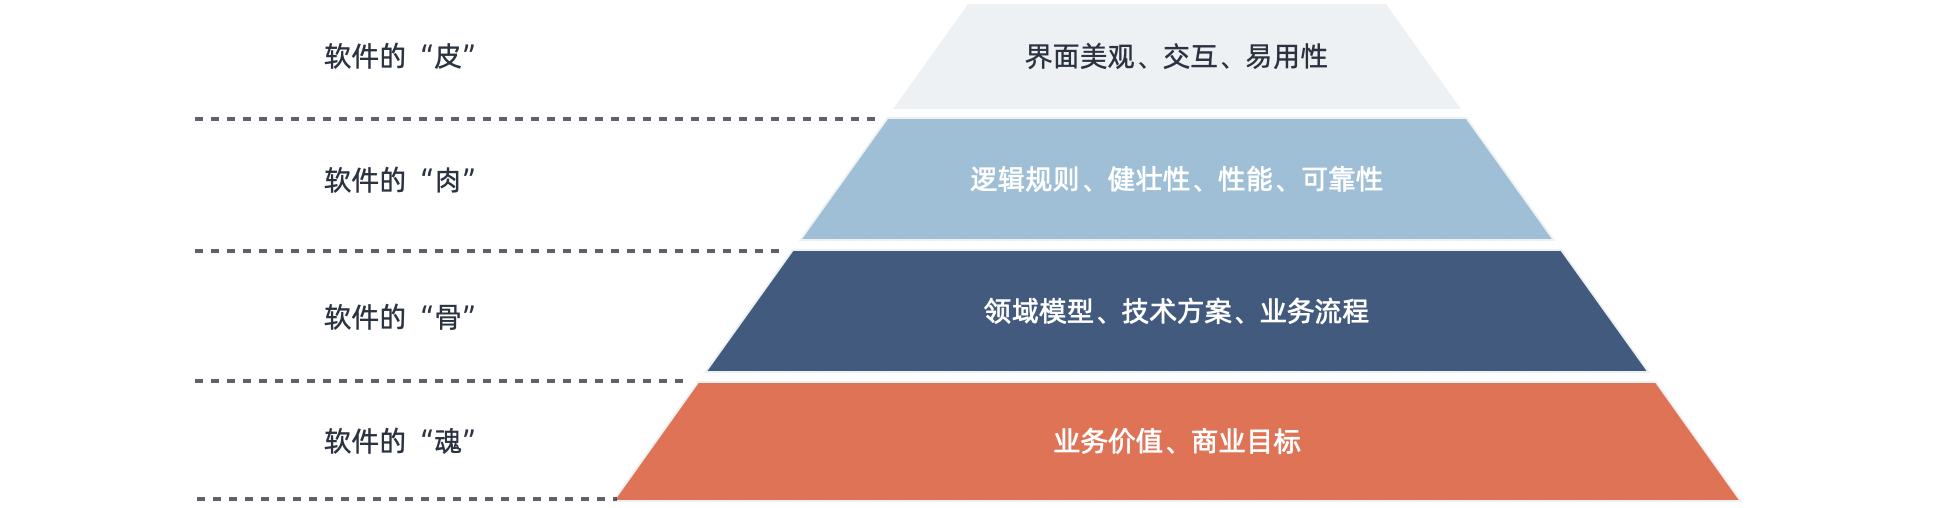 软件的“皮”
界面美观、交互、易用性
软件的“肉”
逻辑规则、健壮性、性能、可靠性
软件的“骨”
领域模型、技术方案、业务流程
软件的“魂”
业务价值、商业目标